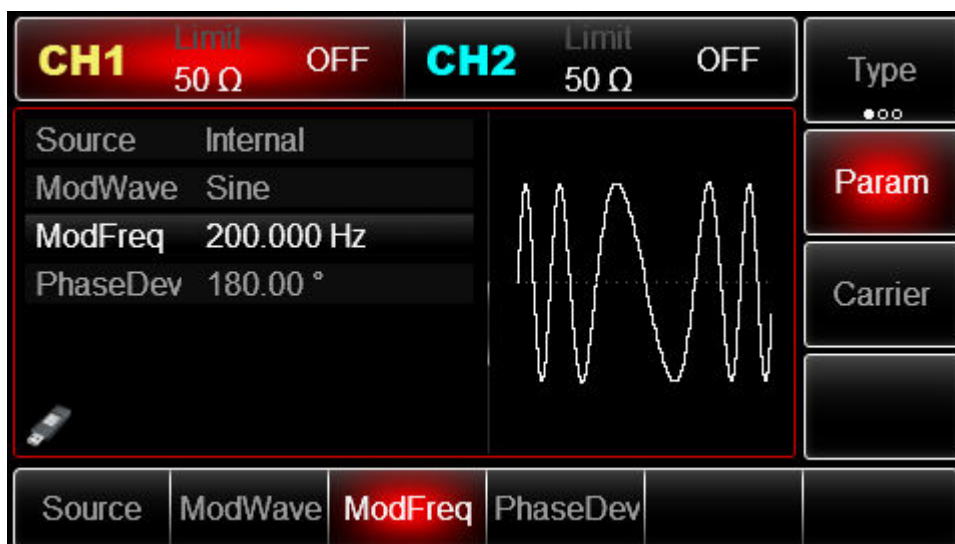 CH1 Limit 50 Ω OFF CH2 Limit 50 Ω OFF
Type
Source Internal
ModWave Sine
ModFreq 200.000 Hz
PhaseDev 180.00 °
Param
Carrier
Source ModWave ModFreq PhaseDev